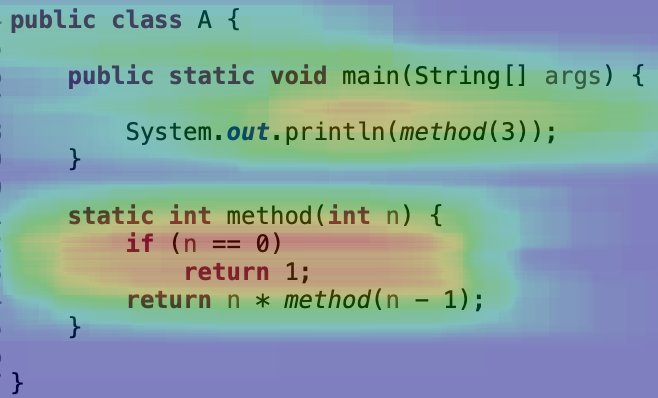 public class A {
    public static void main(String[] args) {
        System.out.println(method(3));
    }
    static int method(int n) {
        if (n == 0)
            return 1;
        return n * method(n - 1);
    }
}